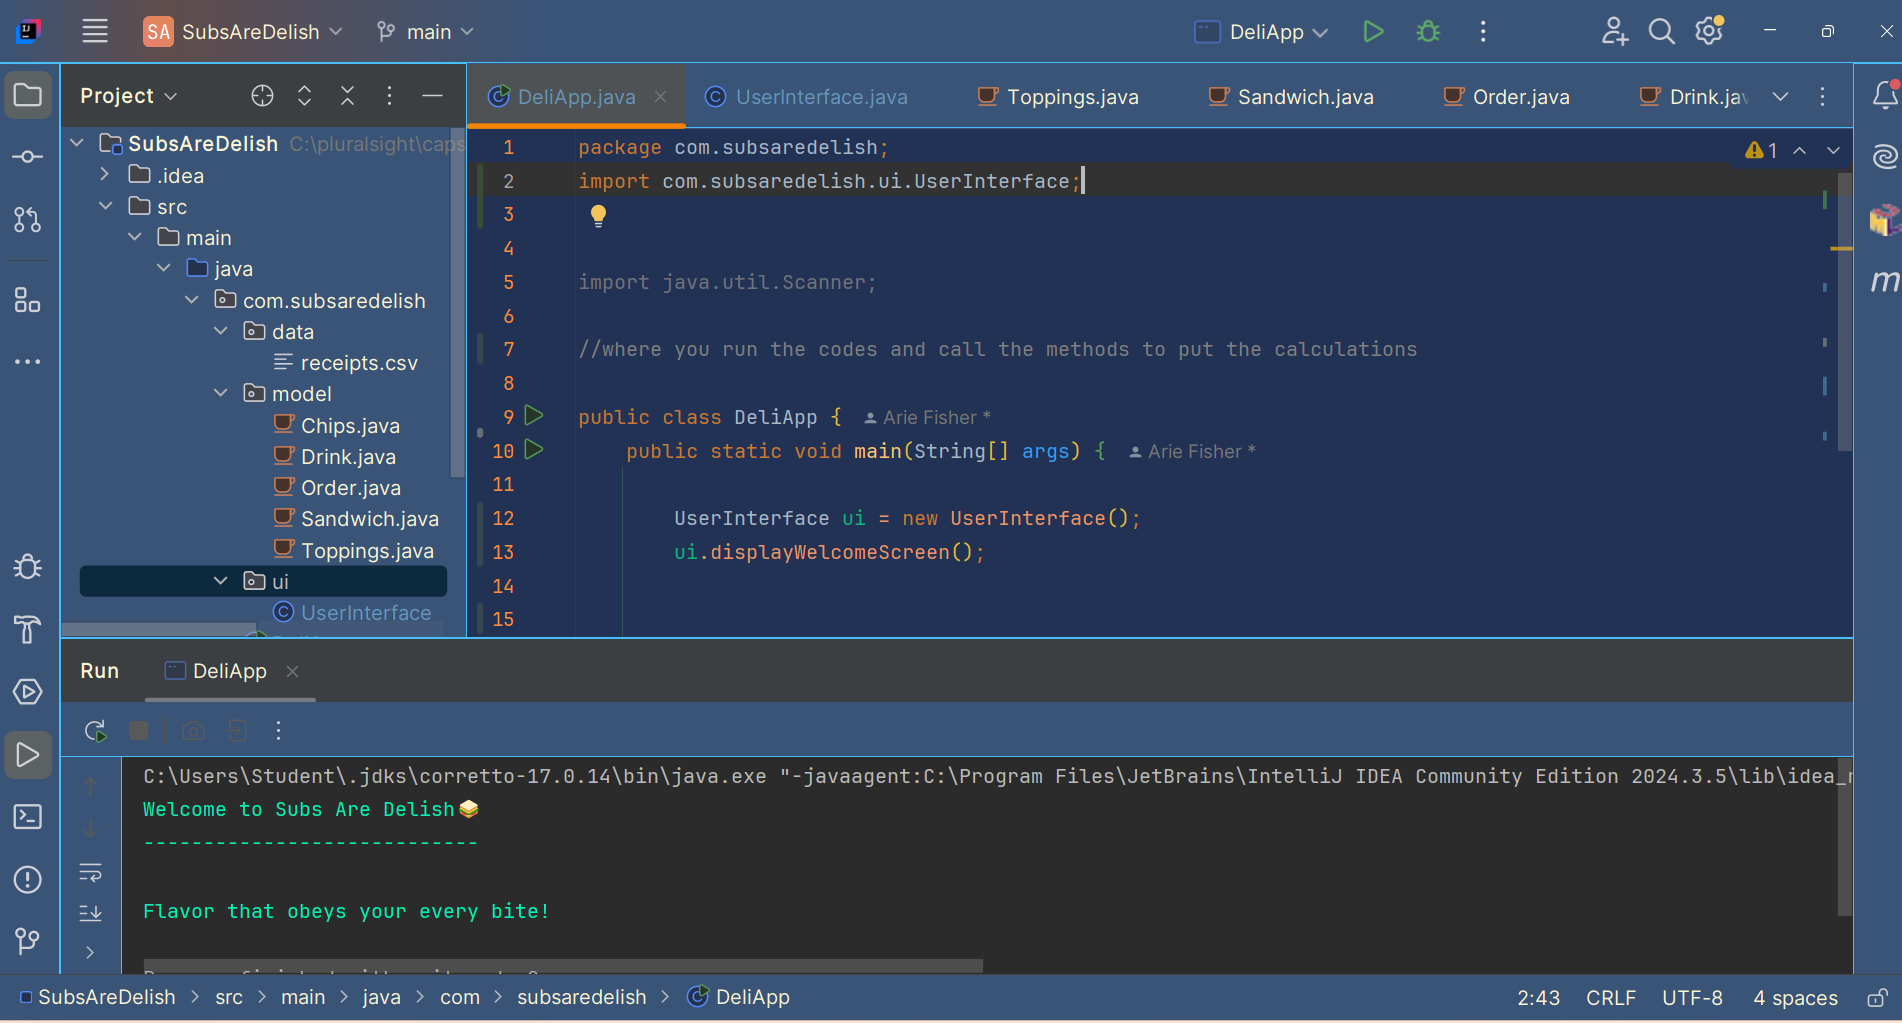 SA SubsAreDelish main DeliApp
Project
DeliApp.java UserInterface.java Toppings.java Sandwich.java Order.java
SubsAreDelish C:\pluralsight\caps
.idea
src
main
java
com.subsaredelish
data
receipts.csv
model
Chips.java
Drink.java
Order.java
Sandwich.java
Toppings.java
ui
UserInterface
1 package com.subsaredelish;
1
2 import com.subsaredelish.ui.UserInterface;
3
4
5 import java.util.Scanner;
6
7 //where you run the codes and call the methods to put the calculations
8
9 public class DeliApp { Arie Fisher *
10 public static void main(String[] args) { Arie Fisher *
11
12 UserInterface ui = new UserInterface();
13 ui.displayWelcomeScreen();
14
15
m
Run DeliApp
C:\Users\Student\.jdks\corretto-17.0.14\bin\java.exe "-javaagent:C:\Program Files\JetBrains\IntelliJ IDEA Community Edition 2024.3.5\lib\idea_r
Welcome to Subs Are Delish🥪
----------------------------
Flavor that obeys your every bite!
SubsAreDelish > src > main > java > com > subsaredelish > DeliApp 2:43 CRLF UTF-8 4 spaces